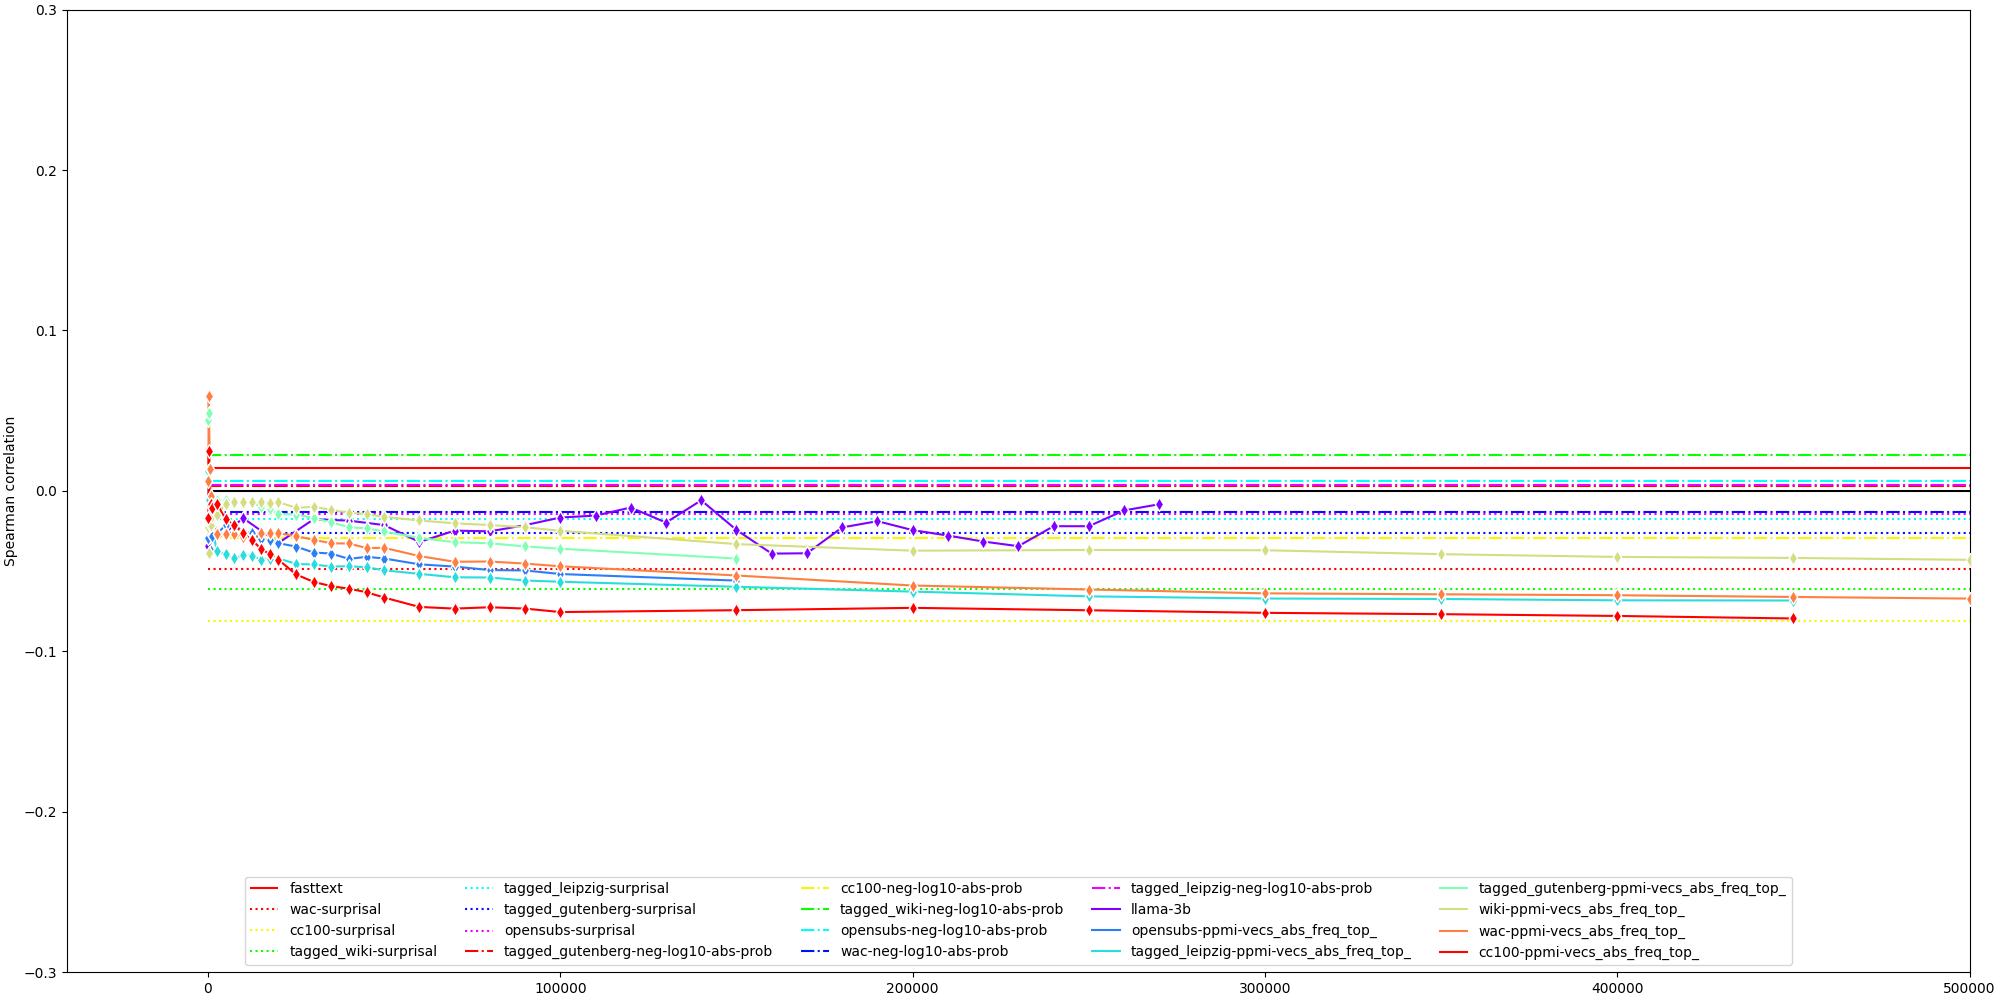 0.3
0.2
0.1
0.0
−0.1
−0.2
−0.3
Spearman correlation
fasttext
wac-surprisal
cc100-surprisal
tagged_wiki-surprisal
tagged_leipzig-surprisal
tagged_gutenberg-surprisal
opensubs-surprisal
tagged_gutenberg-neg-log10-abs-prob
cc100-neg-log10-abs-prob
tagged_wiki-neg-log10-abs-prob
opensubs-neg-log10-abs-prob
wac-neg-log10-abs-prob
tagged_leipzig-neg-log10-abs-prob
llama-3b
opensubs-ppmi-vecs_abs_freq_top_
tagged_leipzig-ppmi-vecs_abs_freq_top_
tagged_gutenberg-ppmi-vecs_abs_freq_top_
wiki-ppmi-vecs_abs_freq_top_
wac-ppmi-vecs_abs_freq_top_
cc100-ppmi-vecs_abs_freq_top_
0
100000
200000
300000
400000
500000